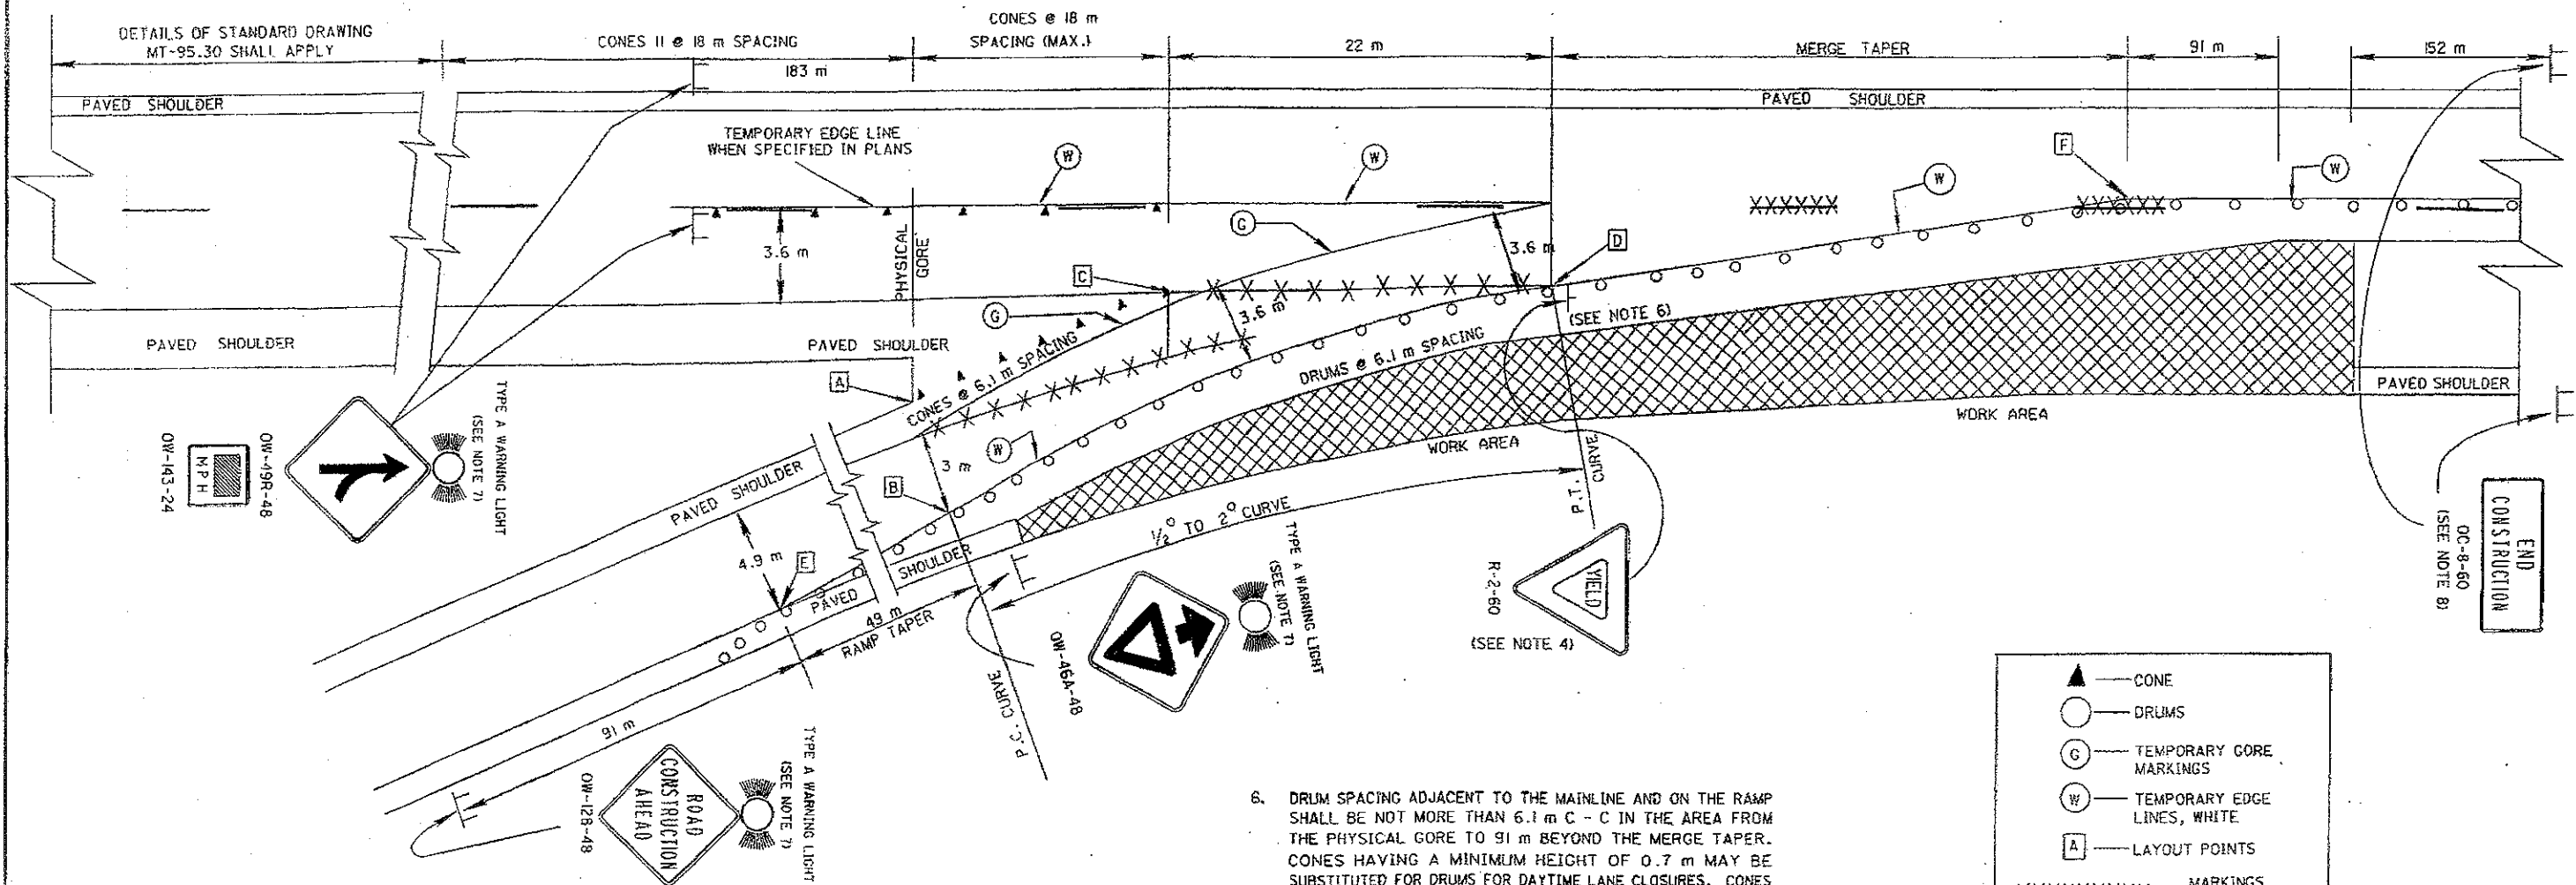 DETAILS OF STANDARD DRAWING
MT-95.30 SHALL APPLY
CONES 11 @ 18 m SPACING
183 m
CONES @ 18 m
SPACING (MAX.)
22 m
MERGE TAPER
91 m
152 m
PAVED SHOULDER
PAVED SHOULDER
TEMPORARY EDGE LINE
WHEN SPECIFIED IN PLANS
W
W
F
W
W
G
3.6 m
PHYSICAL
GORE
C
3.6 m
D
G
3.6 m
(SEE NOTE 6)
PAVED SHOULDER
PAVED SHOULDER
A
CONES @ 6.1 m SPACING
DRUMS @ 6.1 m SPACING
PAVED SHOULDER
WORK AREA
WORK AREA
W
3 m
B
PAVED SHOULDER
4.9 m
E
PAVED
SHOULDER
49 m
RAMP TAPER
1/2° TO 2° CURVE
P.T. CURVE
P.C. CURVE
91 m
TYPE A WARNING LIGHT
(SEE NOTE 7)
OW-49R-48
MPH
OW-143-24
TYPE A WARNING LIGHT
(SEE NOTE 7)
OW-46A-48
YIELD
R-2-60
(SEE NOTE 4)
END
CONSTRUCTION
OC-8-60
(SEE NOTE 8)
TYPE A WARNING LIGHT
(SEE NOTE 7)
ROAD
CONSTRUCTION
AHEAD
OW-128-48
CONE
DRUMS
G TEMPORARY GORE
MARKINGS
W TEMPORARY EDGE
LINES, WHITE
A LAYOUT POINTS
MARKINGS
6. DRUM SPACING ADJACENT TO THE MAINLINE AND ON THE RAMP
SHALL BE NOT MORE THAN 6.1 m C - C IN THE AREA FROM
THE PHYSICAL GORE TO 91 m BEYOND THE MERGE TAPER.
CONES HAVING A MINIMUM HEIGHT OF 0.7 m MAY BE
SUBSTITUTED FOR DRUMS FOR DAYTIME LANE CLOSURES. CONES